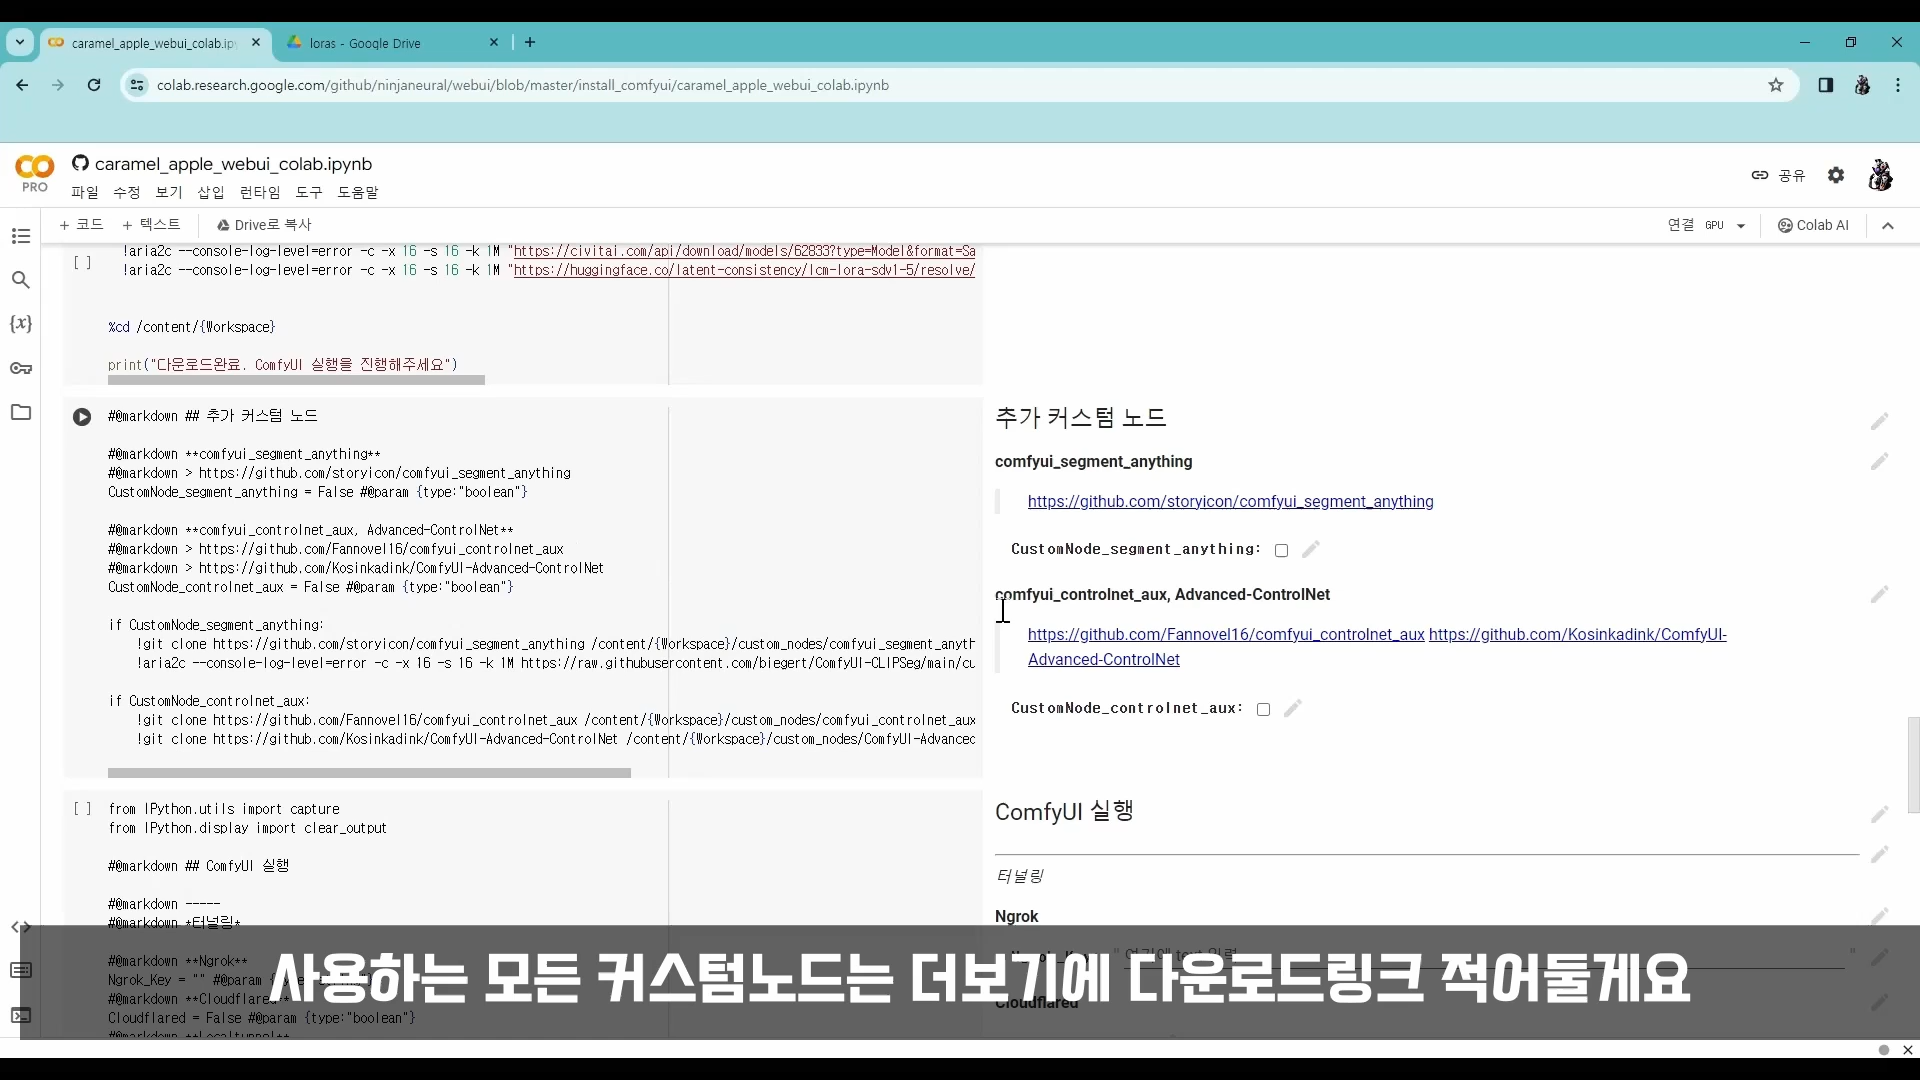 caramel_apple_webui_colab.ip
loras - Google Drive
colab.research.google.com/github/ninjaneural/webui/blob/master/install_comfyui/caramel_apple_webui_colab.ipynb
CO
PRO
caramel_apple_webui_colab.ipynb
파일 수정 보기 삽입 런타임 도구 도움말
공유
+ 코드 + 텍스트 Drive로 복사
연결 GPU Colab AI
!aria2c --console-log-level=error -c -x 16 -s 16 -k 1M "https://civitai.com/api/download/models/62833?type=Model&format=Sa
[ ]
!aria2c --console-log-level=error -c -x 16 -s 16 -k 1M "https://huggingface.co/latent-consistency/lcm-lora-sdv1-5/resolve/
%cd /content/{Workspace}
print("다운로드완료. ComfyUI 실행을 진행해주세요")
#@markdown ## 추가 커스텀 노드
#@markdown **comfyui_segment_anything**
#@markdown > https://github.com/storyicon/comfyui_segment_anything
CustomNode_segment_anything = False #@param {type:"boolean"}
#@markdown **comfyui_controlnet_aux, Advanced-ControlNet**
#@markdown > https://github.com/Fannovel16/comfyui_controlnet_aux
#@markdown > https://github.com/Kosinkadink/ComfyUI-Advanced-ControlNet
CustomNode_controlnet_aux = False #@param {type:"boolean"}
if CustomNode_segment_anything:
!git clone https://github.com/storyicon/comfyui_segment_anything /content/{Workspace}/custom_nodes/comfyui_segment_anyth
!aria2c --console-log-level=error -c -x 16 -s 16 -k 1M https://raw.githubusercontent.com/biegert/ComfyUI-CLIPSeg/main/cu
if CustomNode_controlnet_aux:
!git clone https://github.com/Fannovel16/comfyui_controlnet_aux /content/{Workspace}/custom_nodes/comfyui_controlnet_aux
!git clone https://github.com/Kosinkadink/ComfyUI-Advanced-ControlNet /content/{Workspace}/custom_nodes/ComfyUI-Advanced
추가 커스텀 노드
comfyui_segment_anything
https://github.com/storyicon/comfyui_segment_anything
CustomNode_segment_anything:
comfyui_controlnet_aux, Advanced-ControlNet
https://github.com/Fannovel16/comfyui_controlnet_aux https://github.com/Kosinkadink/ComfyUI-
Advanced-ControlNet
CustomNode_controlnet_aux:
[ ]
from IPython.utils import capture
from IPython.display import clear_output
#@markdown ## ComfyUI 실행
#@markdown -----
#@markdown *터널링*
#@markdown **Ngrok**
Ngrok_Key = "" #@param {type:"string"}
#@markdown **Cloudflared**
Cloudflared = False #@param {type:"boolean"}
#@markdown **Localtunnel**
ComfyUI 실행
터널링
Ngrok
Ngrok_Key: " 여기에 text 입력 "
Cloudflared
사용하는 모든 커스텀노드는 더보기에 다운로드링크 적어둘게요